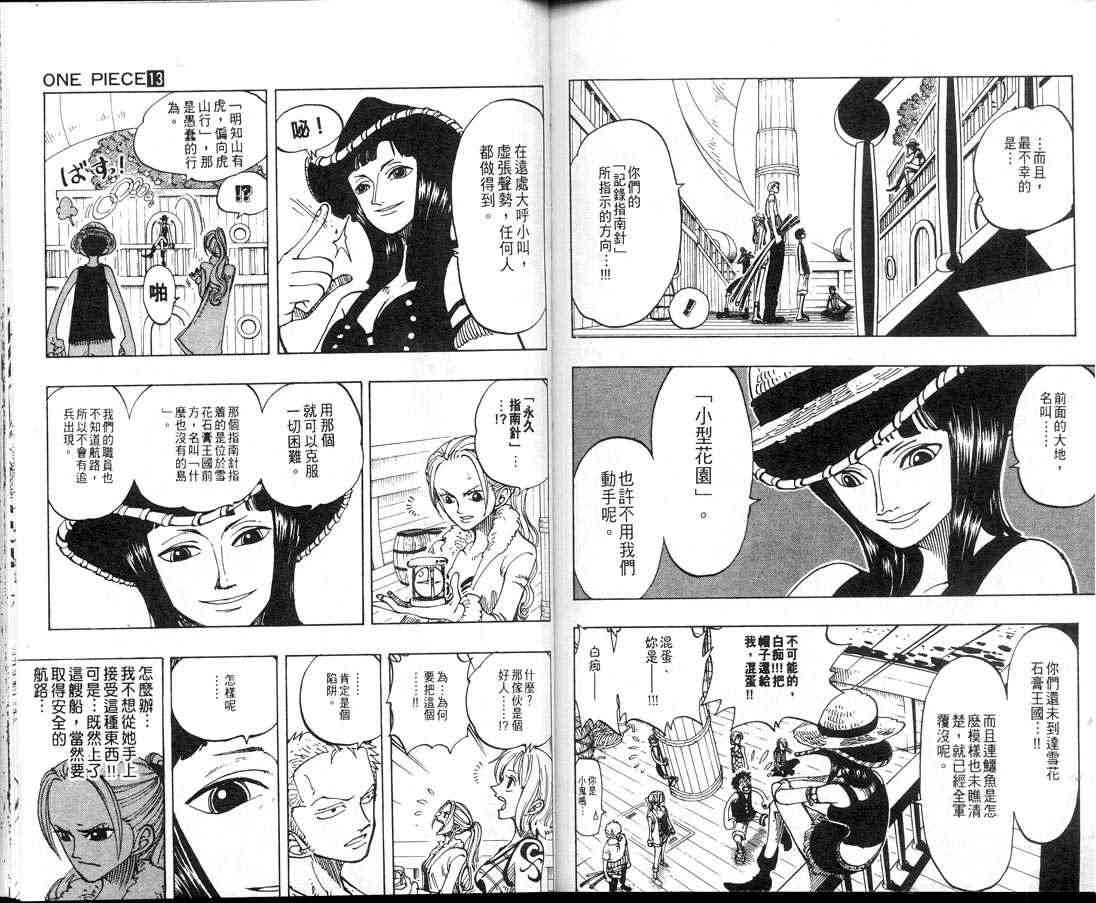 …而且，
最不幸的
是…
你們的
「記錄指南針」
所指示的方向…!!!
!!
前面的大地，
名叫……
「小型花園」。
也許不用我們
動手呢。
你們還未到達雪花
石膏王國…!!
而且連鱷魚是怎
麼模樣也未瞧清
楚，就已經全軍
覆沒呢。
不可能的，
白痴!!!把
帽子還給
我，混蛋!!
混蛋、
妳是……!!!
白痴
你是
小鬼嗎…
ONE PIECE13
在遠處大呼小叫，
虛張聲勢，任何人
都做得到。
咇！
「明知山有
虎，偏向虎
山行」，那
是愚蠢的行
為。
!?
ばすっ!
啪
「永久
指南針」…
…!?
用那個
就可以克服
一切困難。
那個指南針指
着的是位於雪
花石膏王國前
方，名叫「什
麼也沒有的島
」。
我們的職員也
不知道航路，
所以不會有追
兵出現。
什麼？
那傢伙是個
好人……!?
為…為何
要把這個
……!!
……
肯定是個
陷阱。
……
怎樣呢
怎麼辦…
我不想從她手上
接受這種東西!!
可是…既然上了
這艘船，當然要
取得安全的
航路…